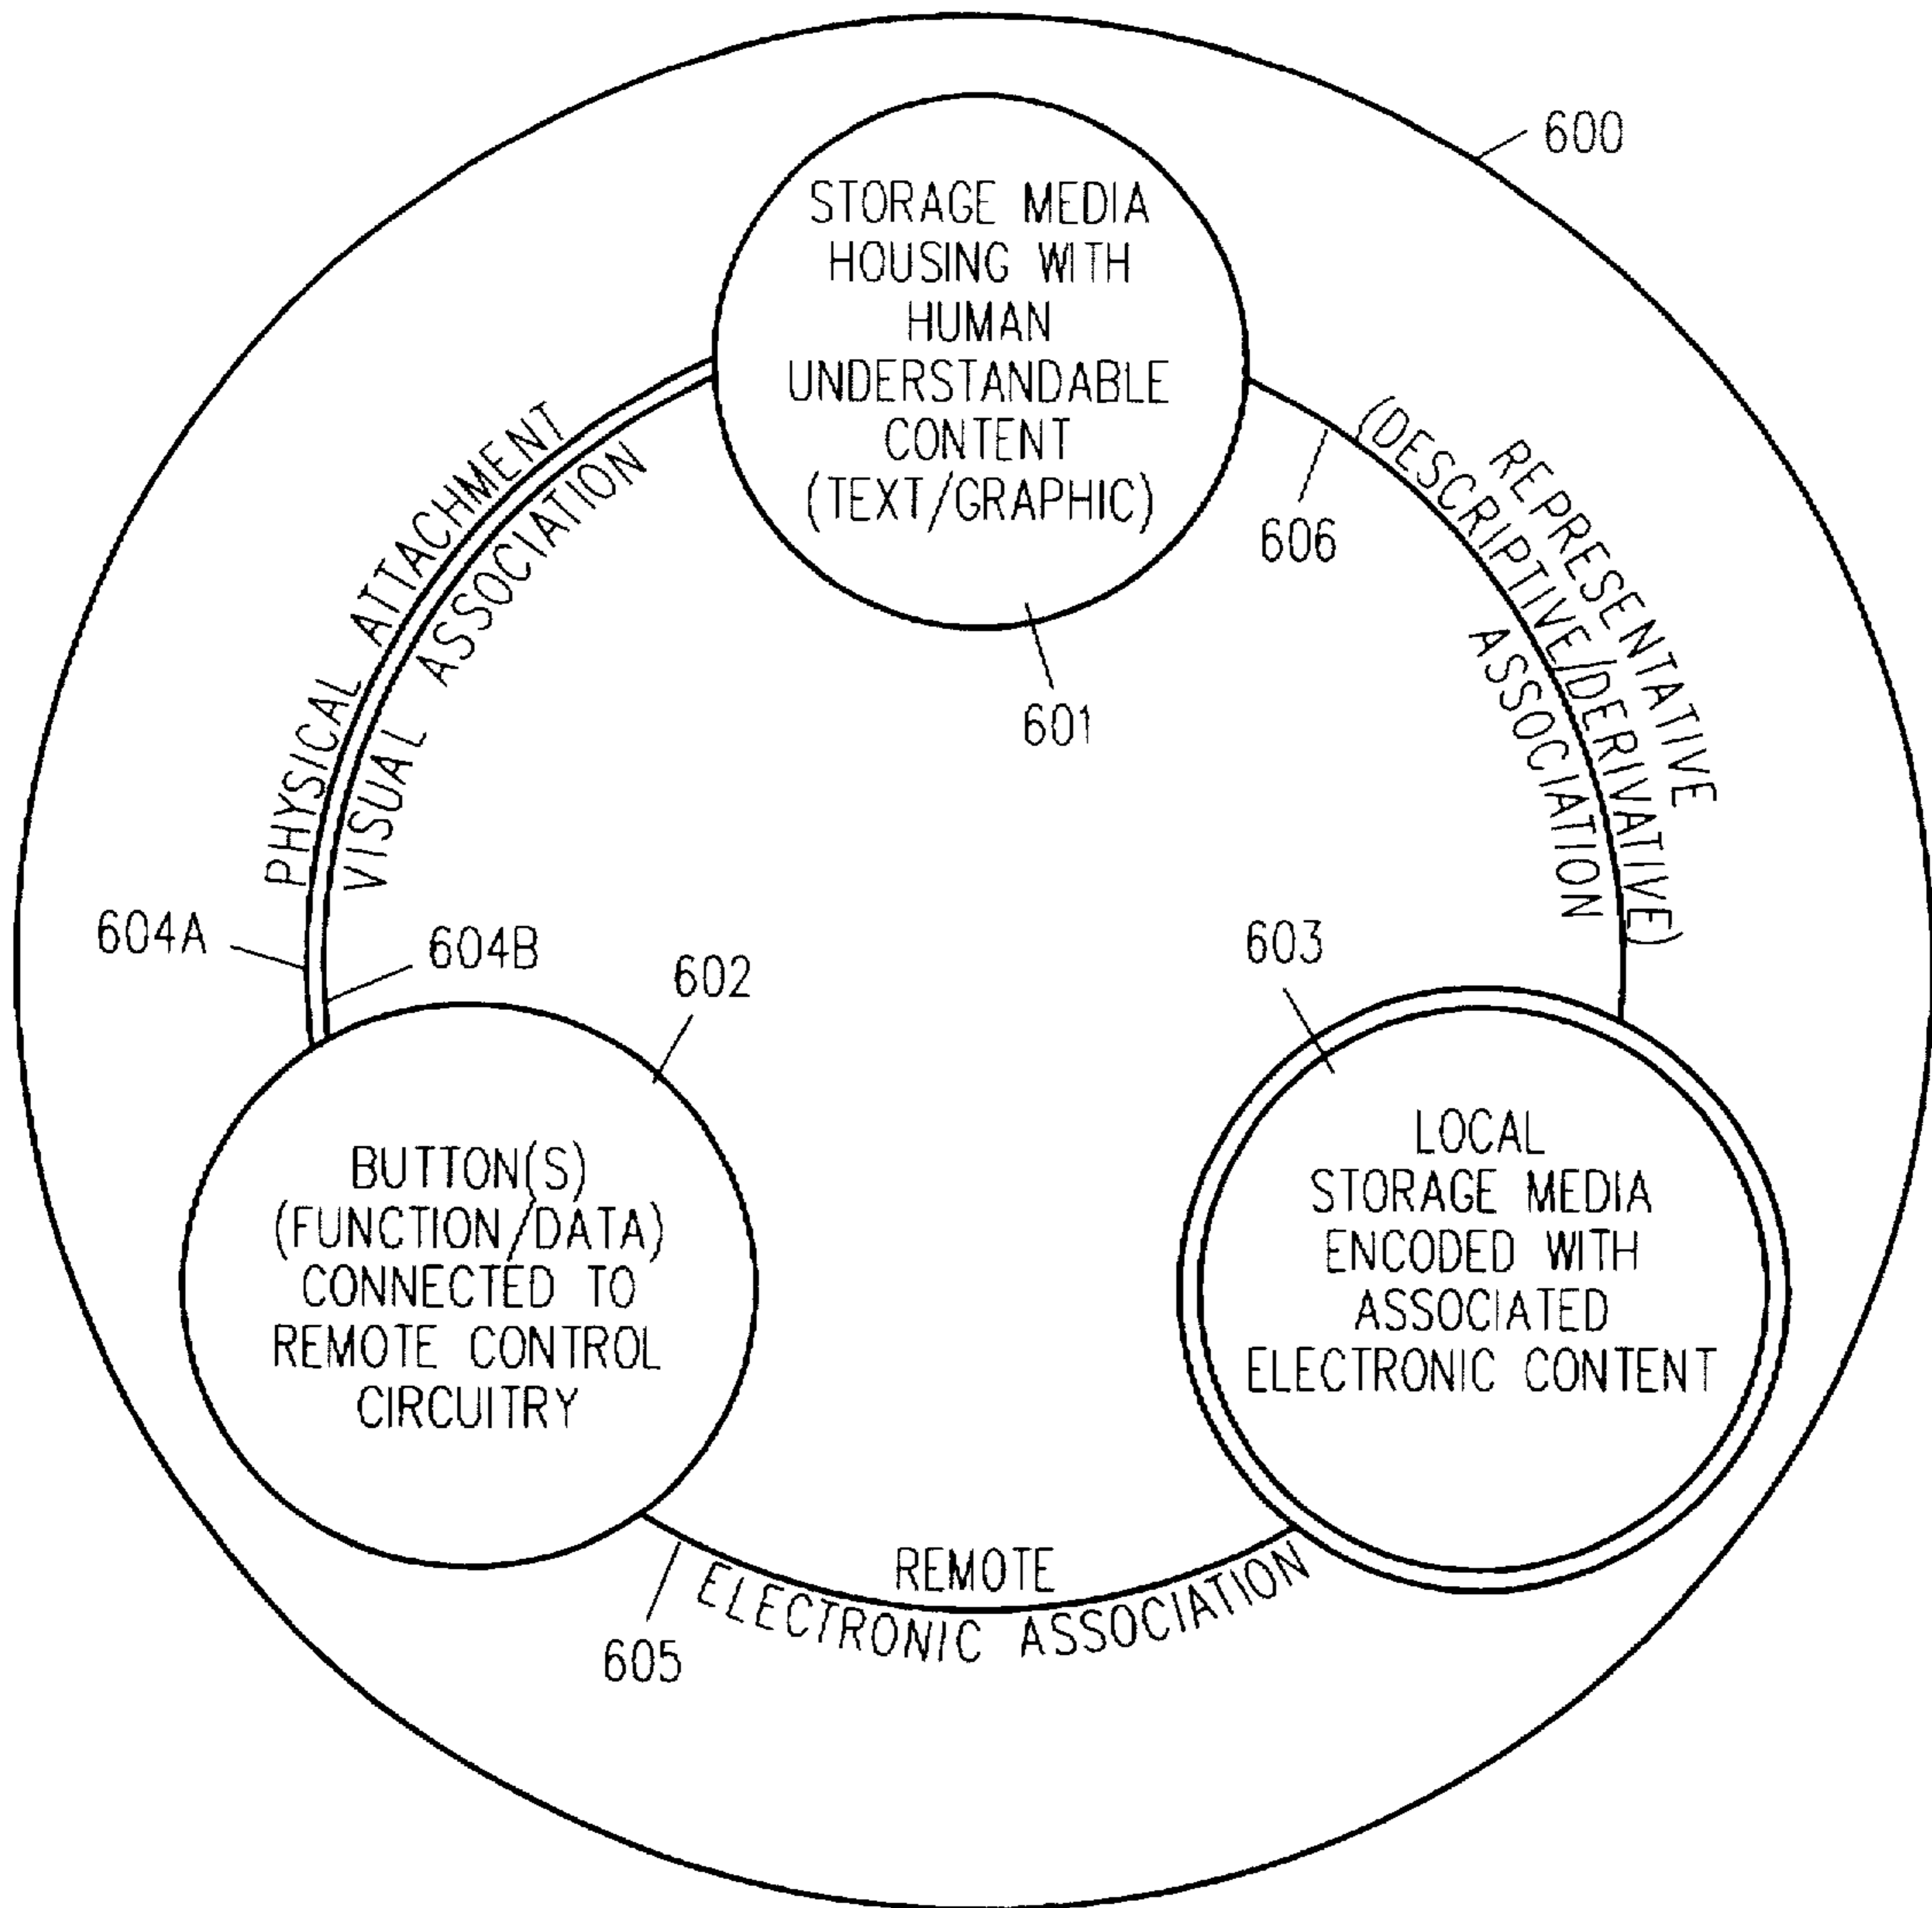 600
STORAGE MEDIA
HOUSING WITH
HUMAN
UNDERSTANDABLE
CONTENT
(TEXT/GRAPHIC)
601
606
PHYSICAL ATTACHMENT
VISUAL ASSOCIATION
REPRESENTATIVE
(DESCRIPTIVE/DERIVATIVE)
ASSOCIATION
604A
604B
602
603
BUTTON(S)
(FUNCTION/DATA)
CONNECTED TO
REMOTE CONTROL
CIRCUITRY
LOCAL
STORAGE MEDIA
ENCODED WITH
ASSOCIATED
ELECTRONIC CONTENT
REMOTE
ELECTRONIC ASSOCIATION
605